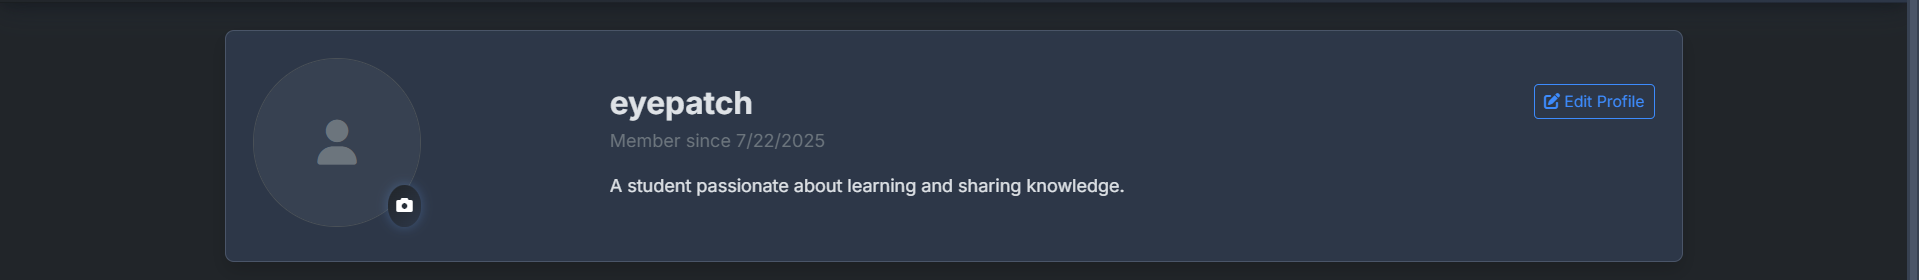 eyepatch
Edit Profile
Member since 7/22/2025
A student passionate about learning and sharing knowledge.